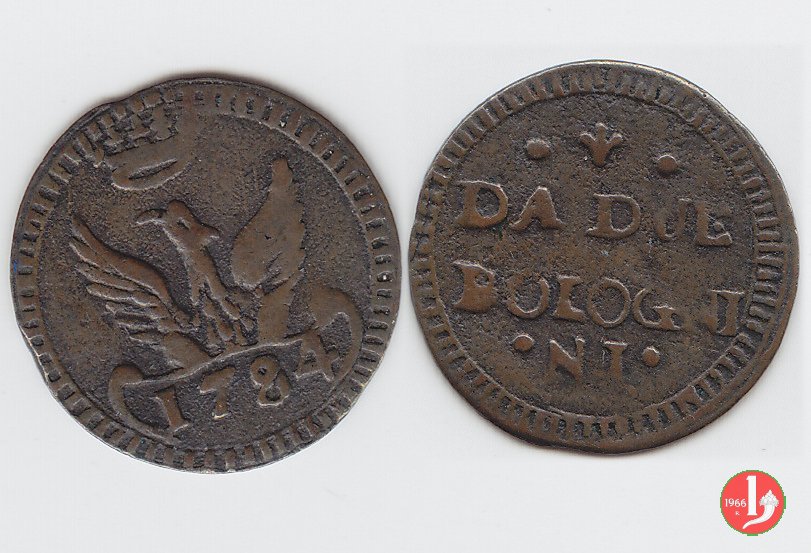 1784
DA DUE
BOLOGNI
·NI·
1966
R